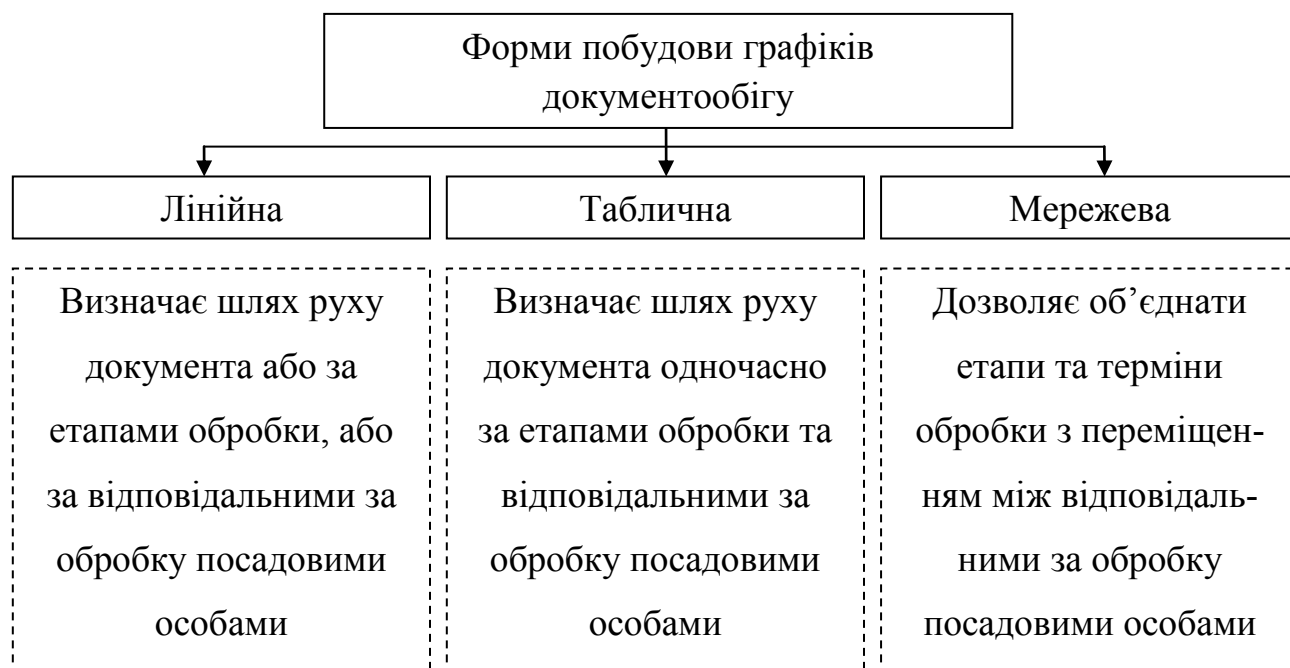 Форми побудови графіків
документообігу
Лінійна
Таблична
Мережева
Визначає шлях руху
документа або за
етапами обробки, або
за відповідальними за
обробку посадовими
особами
Визначає шлях руху
документа одночасно
за етапами обробки та
відповідальними за
обробку посадовими
особами
Дозволяє об’єднати
етапи та терміни
обробки з переміщен-
ням між відповідаль-
ними за обробку
посадовими особами